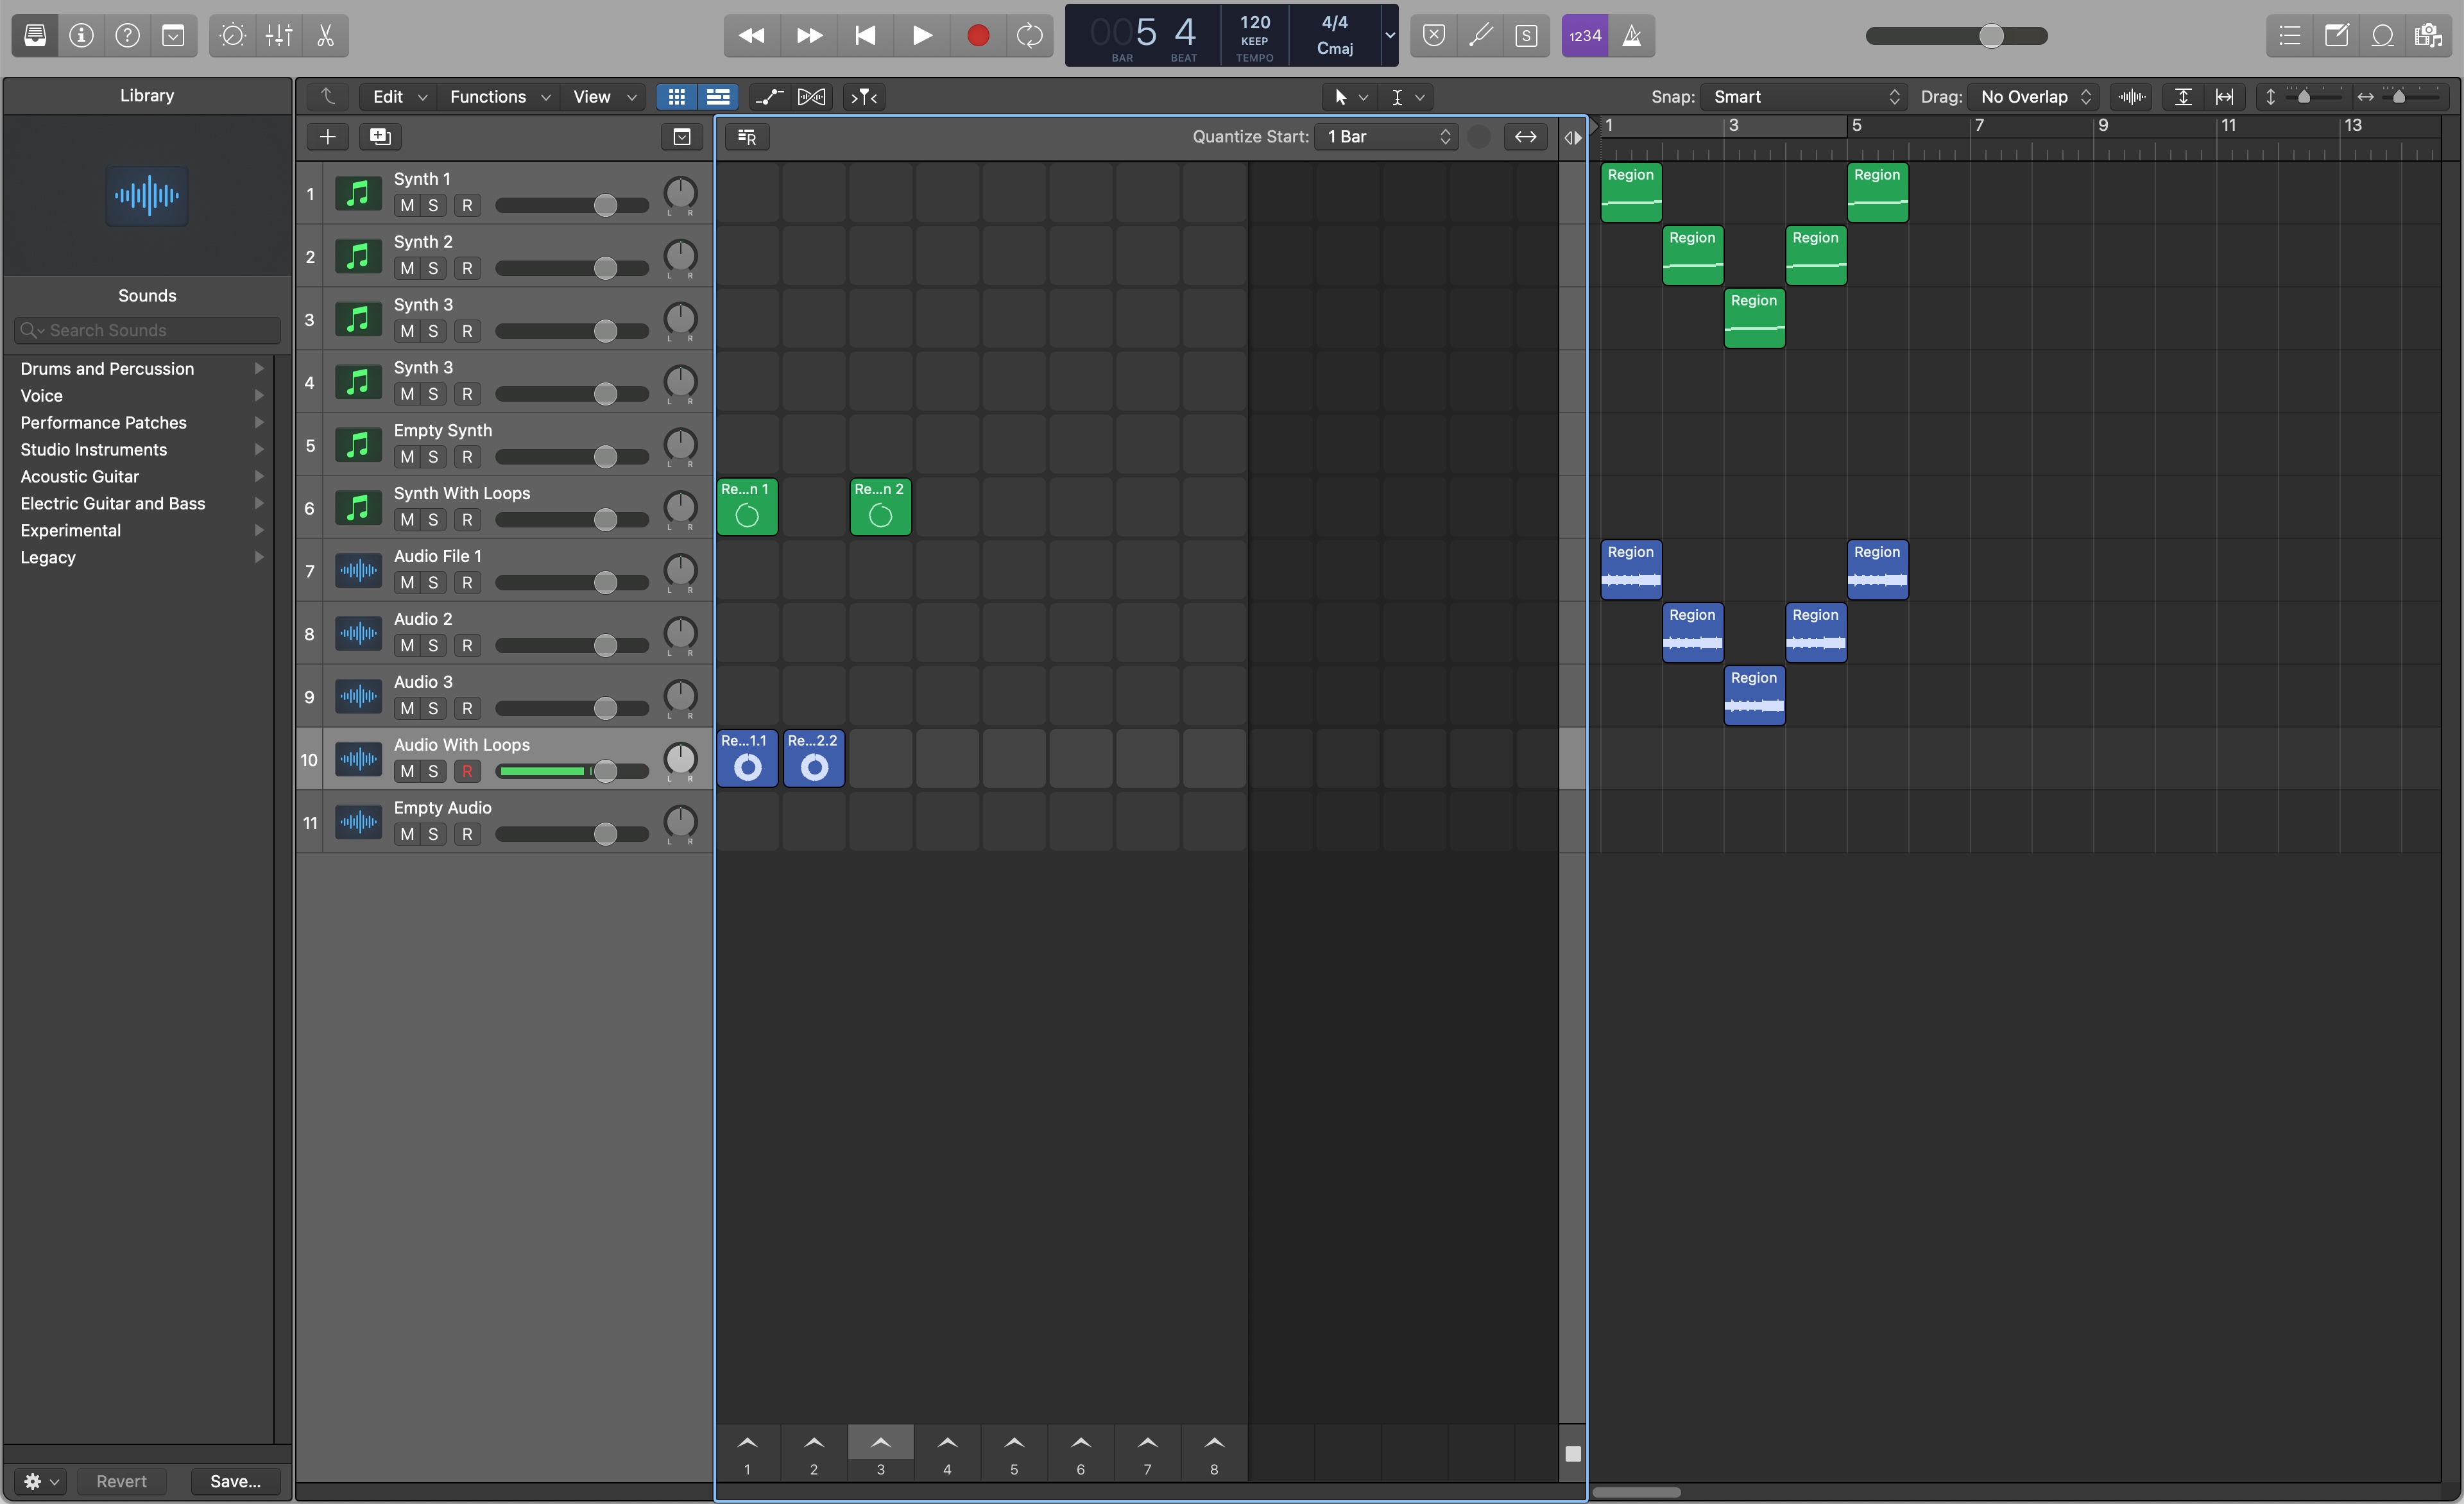 005 4 120 4/4
KEEP Cmaj
BAR BEAT TEMPO
S 1234
Library
Edit Functions View Snap: Smart Drag: No Overlap
R Quantize Start: 1 Bar 1 3 5 7 9 11 13
Sounds
Search Sounds
Drums and Percussion
Voice
Performance Patches
Studio Instruments
Acoustic Guitar
Electric Guitar and Bass
Experimental
Legacy
1 Synth 1 Region Region
M S R L R
2 Synth 2 Region Region
M S R L R
3 Synth 3 Region
M S R L R
4 Synth 3
M S R L R
5 Empty Synth
M S R L R
6 Synth With Loops Re...n 1 Re...n 2
M S R L R
7 Audio File 1 Region Region
M S R L R
8 Audio 2 Region Region
M S R L R
9 Audio 3 Region
M S R L R
10 Audio With Loops Re...1.1 Re...2.2
M S R L R
11 Empty Audio
M S R L R
1 2 3 4 5 6 7 8
Revert Save...